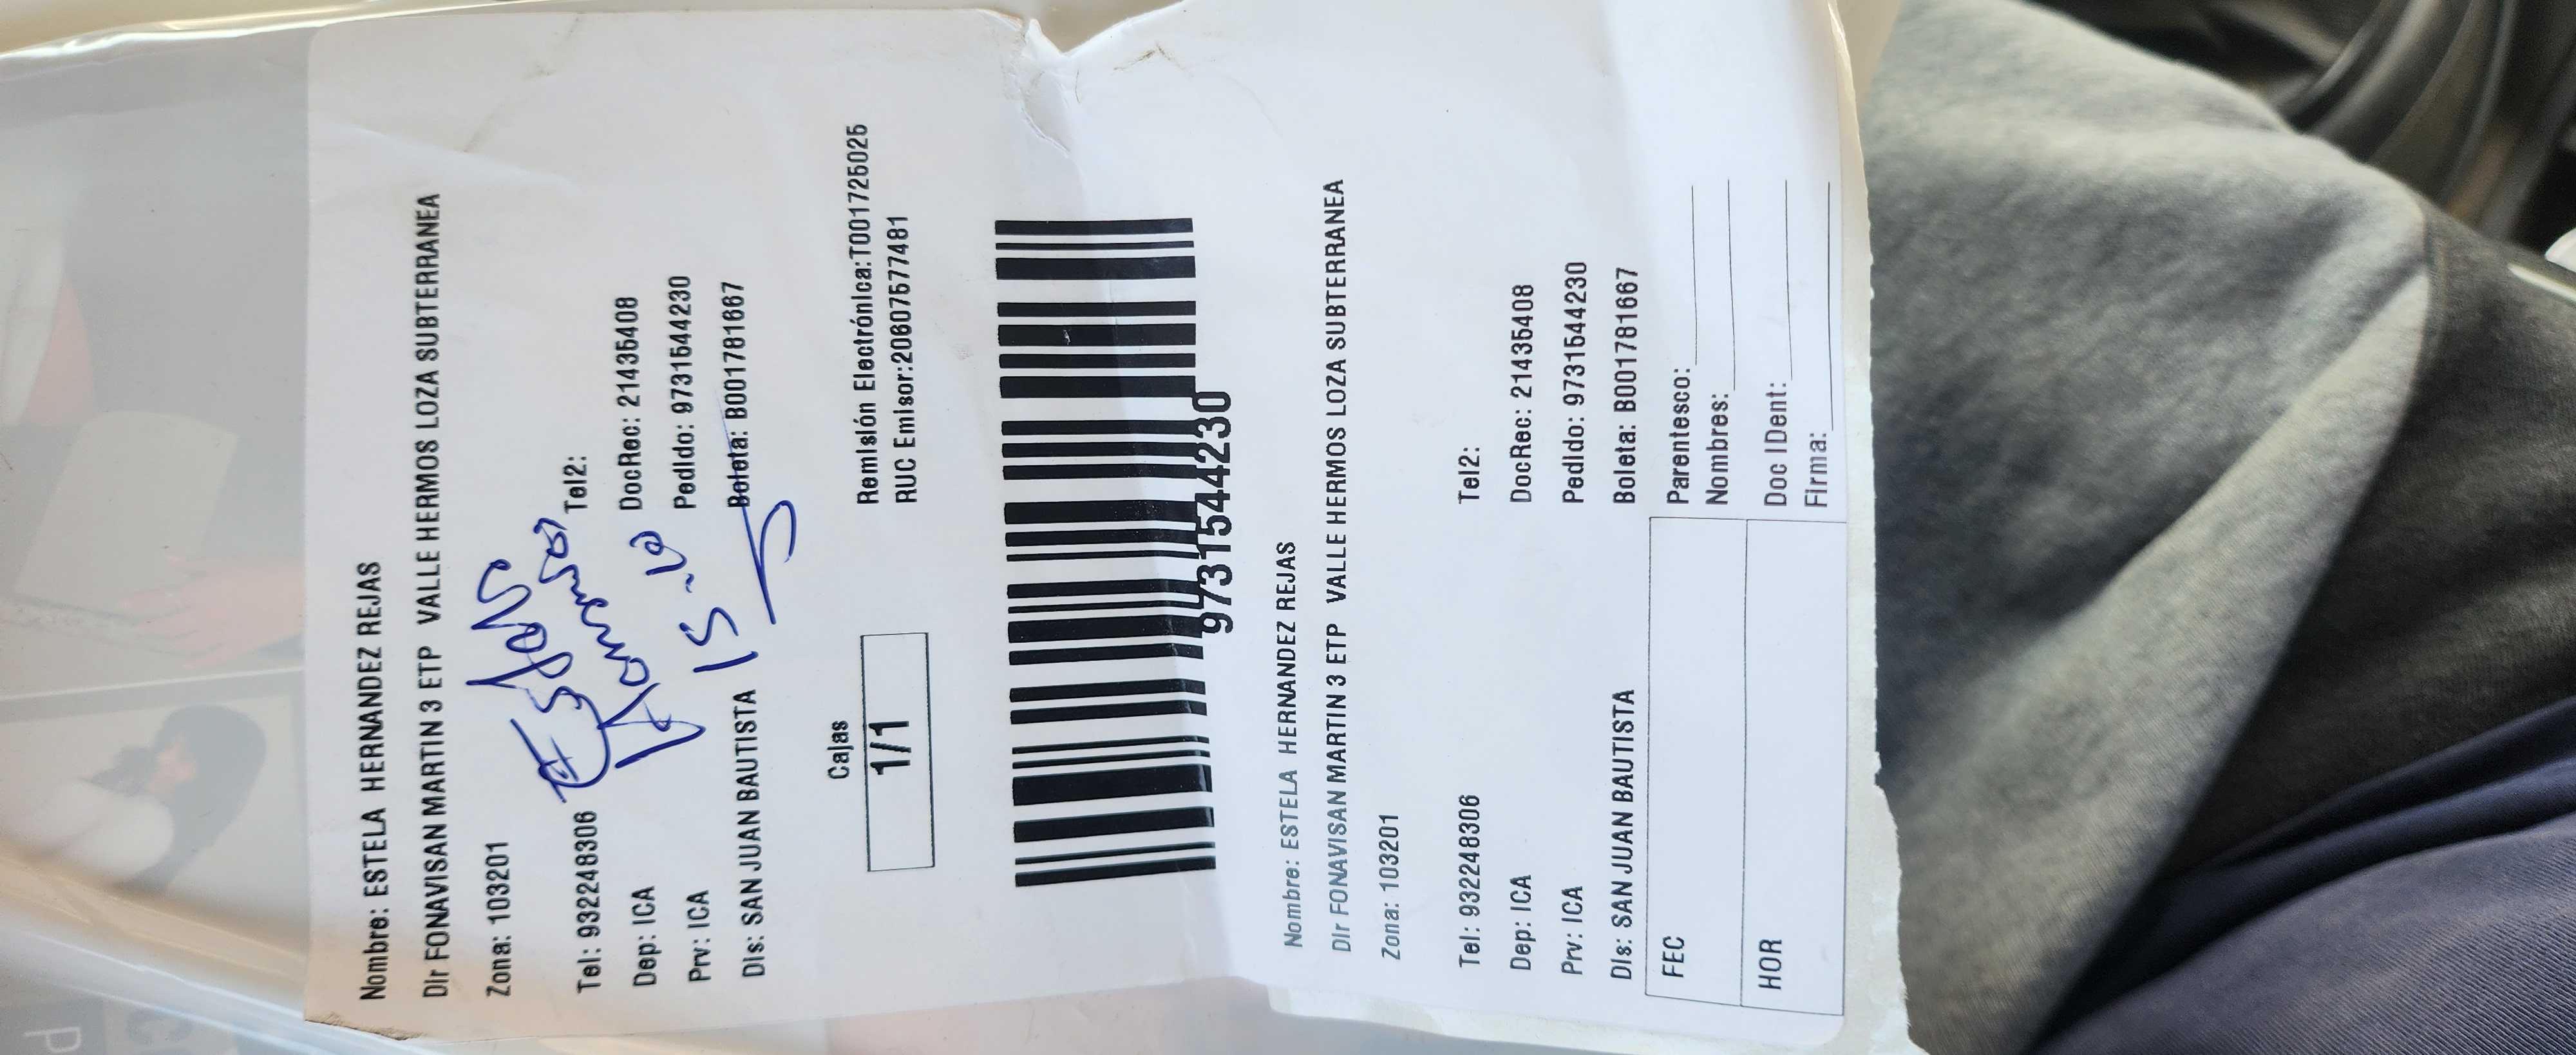 Nombre: ESTELA HERNANDEZ REJAS
Dir FONAVISAN MARTIN 3 ETP VALLE HERMOS LOZA SUBTERRANEA
Zona: 103201
Tel: 932248306 Tel2:
Dep: ICA DocRec: 21435408
Prv: ICA Pedido: 973154423​0
Dis: SAN JUAN BAUTISTA Boleta: B001781667
15
Cajas
1/1
Remisión Electrónica:T001725025
RUC Emisor:20607577481
9731544230
Nombre: ESTELA HERNANDEZ REJAS
Dir FONAVISAN MARTIN 3 ETP VALLE HERMOS LOZA SUBTERRANEA
Zona: 103201
Tel: 932248306 Tel2:
Dep: ICA DocRec: 21435408
Prv: ICA Pedido: 9731544230
Dis: SAN JUAN BAUTISTA Boleta: B001781667
FEC
HOR
Parentesco:
Nombres:
Doc IDent:
Firma: